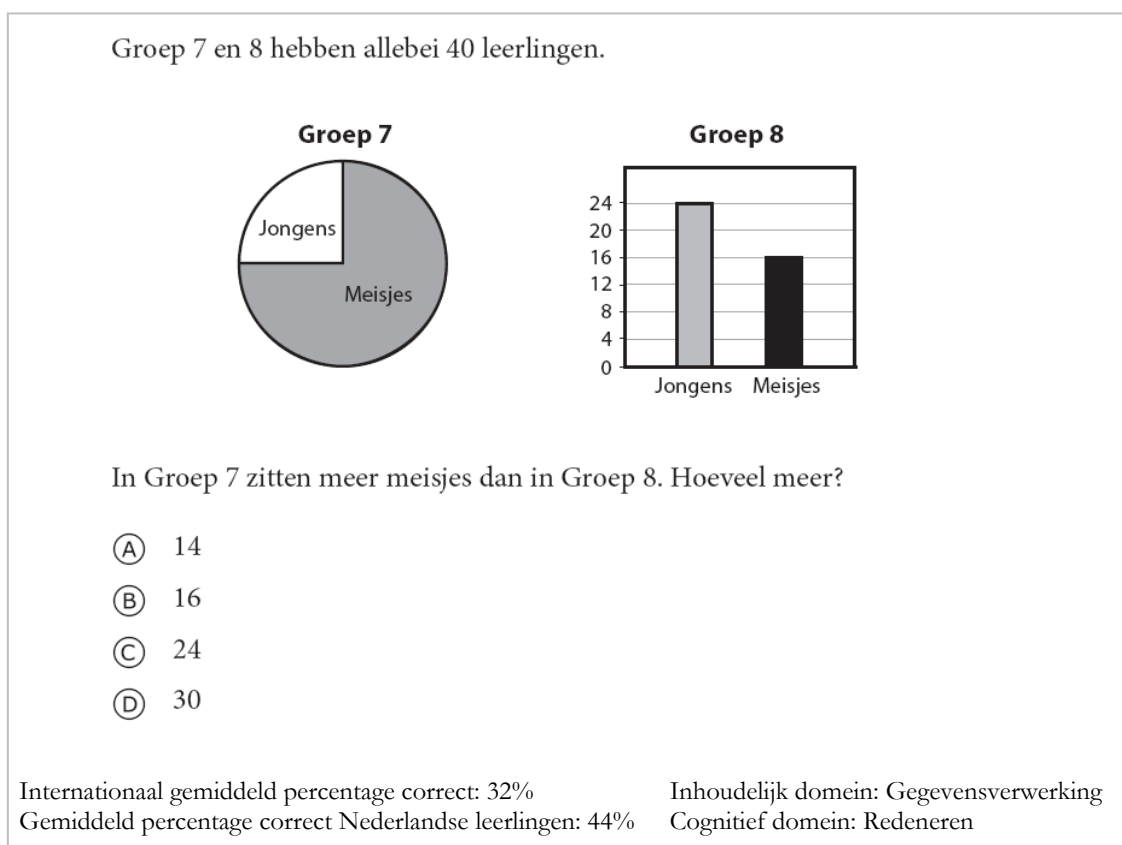 Groep 7 en 8 hebben allebei 40 leerlingen.
Groep 7
Jongens
Meisjes
Groep 8
24
20
16
12
8
4
0
Jongens Meisjes
In Groep 7 zitten meer meisjes dan in Groep 8. Hoeveel meer?
A 14
B 16
C 24
D 30
Internationaal gemiddeld percentage correct: 32%
Gemiddeld percentage correct Nederlandse leerlingen: 44%
Inhoudelijk domein: Gegevensverwerking
Cognitief domein: Redeneren